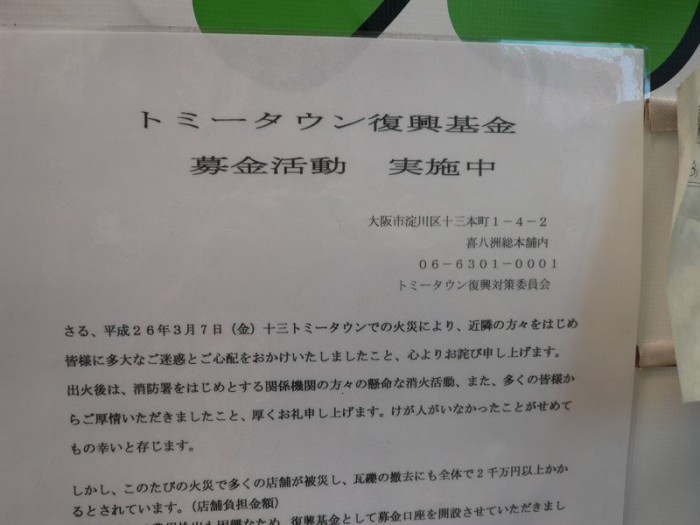 トミータウン復興基金
募金活動　実施中
大阪市淀川区十三本町１－４－２
喜八洲総本舗内
０６－６３０１－０００１
トミータウン復興対策委員会
さる、平成２６年３月７日（金）十三トミータウンでの火災により、近隣の方々をはじめ
皆様に多大なご迷惑とご心配をおかけいたしましたこと、心よりお詫び申し上げます。
出火後は、消防署をはじめとする関係機関の方々の懸命な消火活動、また、多くの皆様か
らご厚情いただきましたこと、厚くお礼申し上げます。けが人がいなかったことがせめて
もの幸いと存じます。
しかし、このたびの火災で多くの店舗が被災し、瓦礫の撤去にも全体で２千万円以上かか
るとされています。（店舗負担金額）
困難なため、復興基金として募金口座を開設させていただきまし